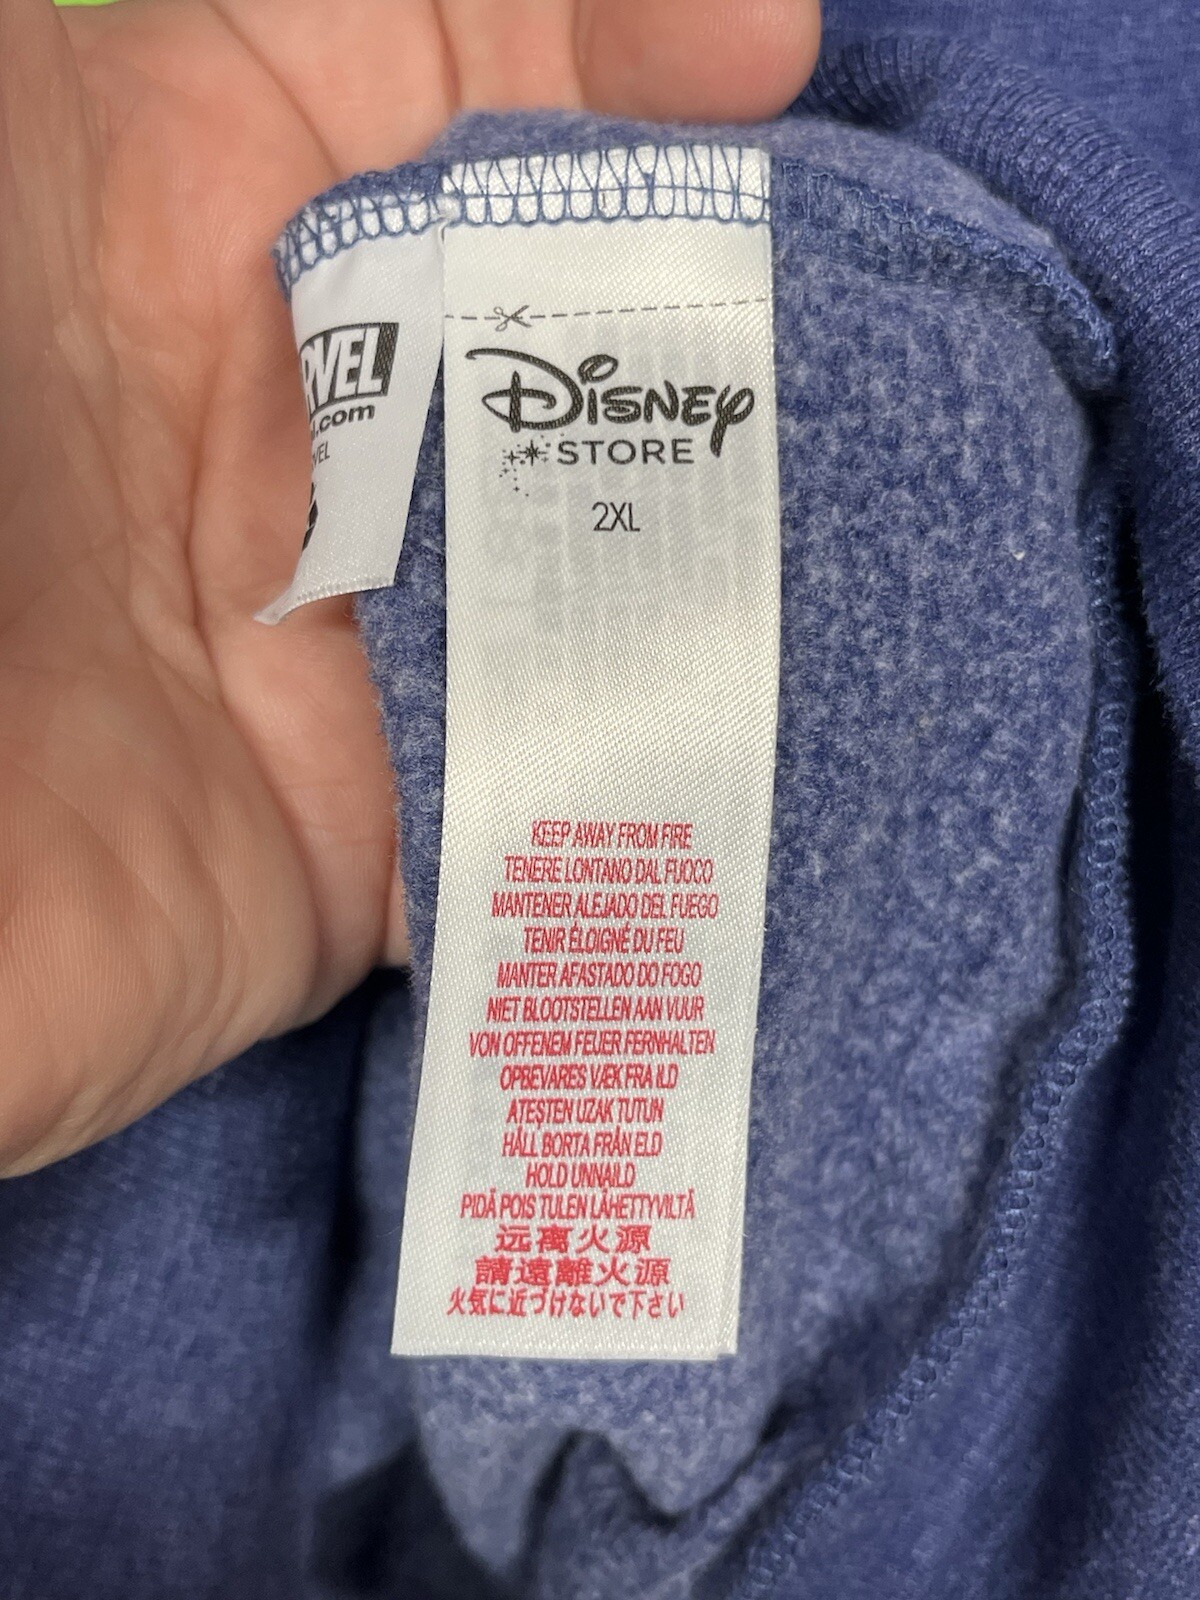 RVEL
.com
VEL
Disney
STORE
2XL
KEEP AWAY FROM FIRE
TENERE LONTANO DAL FUOCO
MANTENER ALEJADO DEL FUEGO
TENIR ÉLOIGNÉ DU FEU
MANTER AFASTADO DO FOGO
NIET BLOOTSTELLEN AAN VUUR
VON OFFENEM FEUER FERNHALTEN
OPBEVARES VÆK FRA ILD
ATEŞTEN UZAK TUTUN
HÅLL BORTA FRÅN ELD
HOLD UNNA ILD
PIDÄ POIS TULEN LÄHETTYVILTÄ
远离火源
請遠離火源
火気に近づけないで下さい